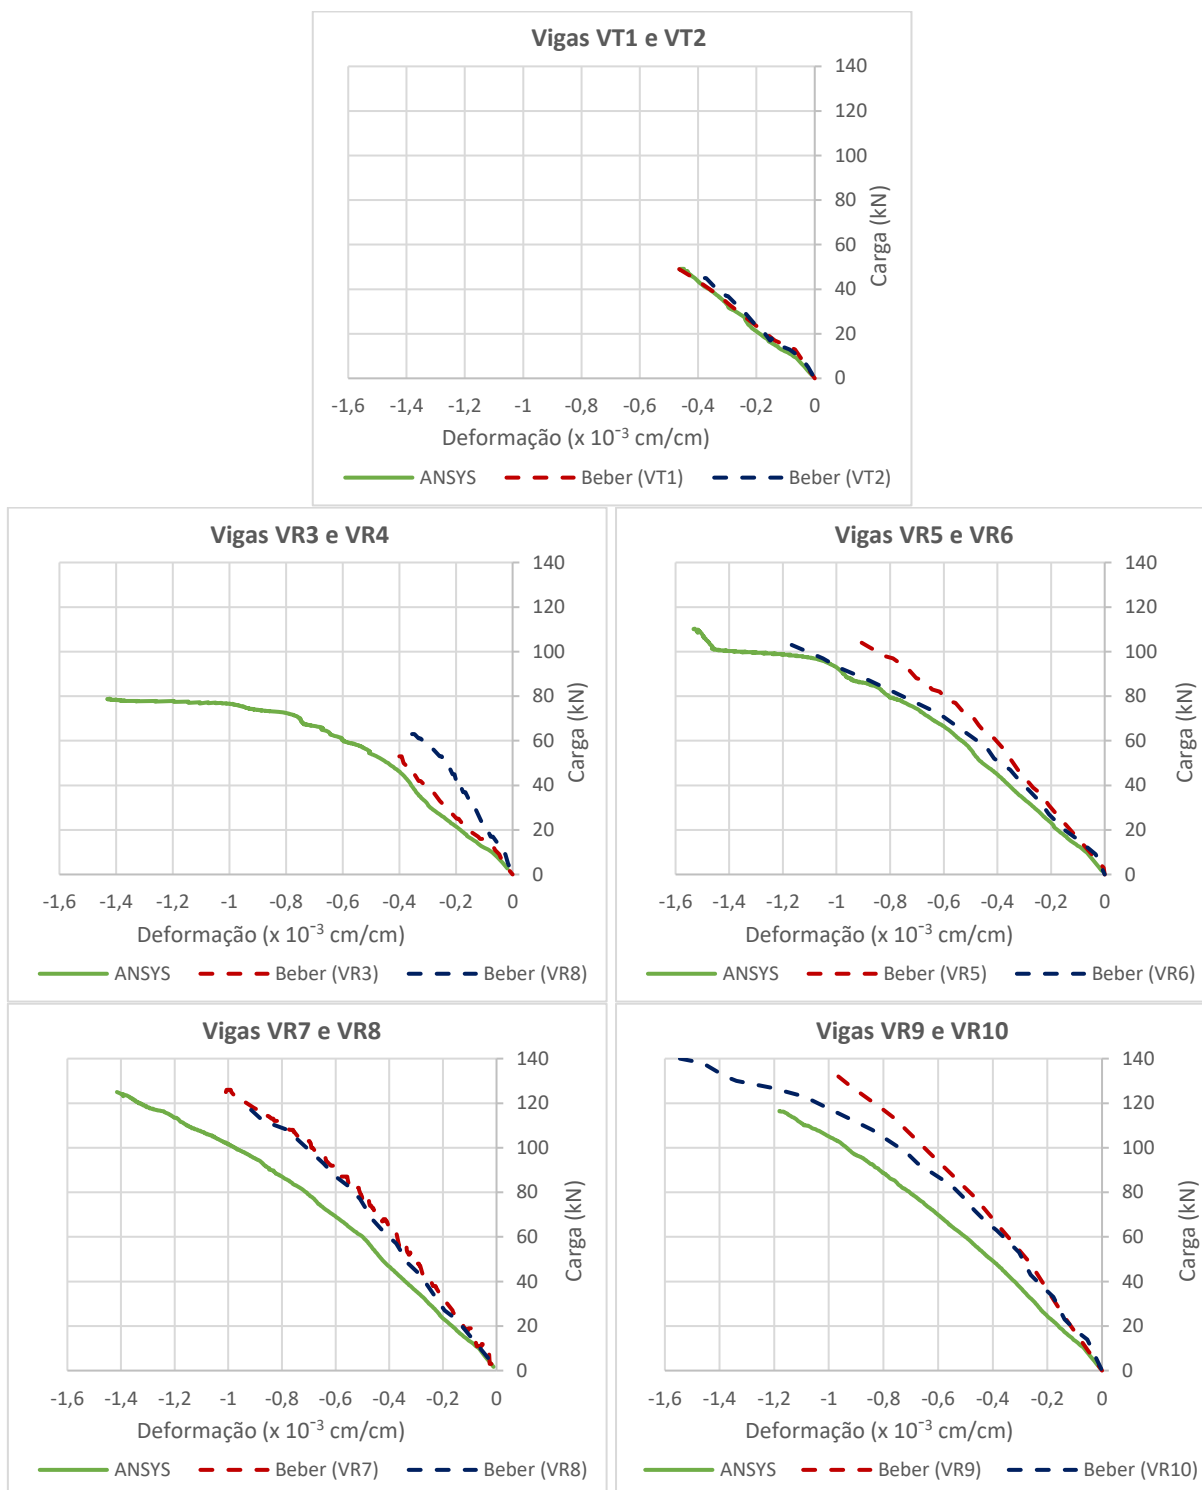 Vigas VT1 e VT2
140
120
100
80
60
40
20
0
Carga (kN)
-1,6 -1,4 -1,2 -1 -0,8 -0,6 -0,4 -0,2 0
Deformação (x 10⁻³ cm/cm)
ANSYS Beber (VT1) Beber (VT2)
Vigas VR3 e VR4
140
120
100
80
60
40
20
0
Carga (kN)
-1,6 -1,4 -1,2 -1 -0,8 -0,6 -0,4 -0,2 0
Deformação (x 10⁻³ cm/cm)
ANSYS Beber (VR3) Beber (VR8)
Vigas VR5 e VR6
140
120
100
80
60
40
20
0
Carga (kN)
-1,6 -1,4 -1,2 -1 -0,8 -0,6 -0,4 -0,2 0
Deformação (x 10⁻³ cm/cm)
ANSYS Beber (VR5) Beber (VR6)
Vigas VR7 e VR8
140
120
100
80
60
40
20
0
Carga (kN)
-1,6 -1,4 -1,2 -1 -0,8 -0,6 -0,4 -0,2 0
Deformação (x 10⁻³ cm/cm)
ANSYS Beber (VR7) Beber (VR8)
Vigas VR9 e VR10
140
120
100
80
60
40
20
0
Carga (kN)
-1,6 -1,4 -1,2 -1 -0,8 -0,6 -0,4 -0,2 0
Deformação (x 10⁻³ cm/cm)
ANSYS Beber (VR9) Beber (VR10)